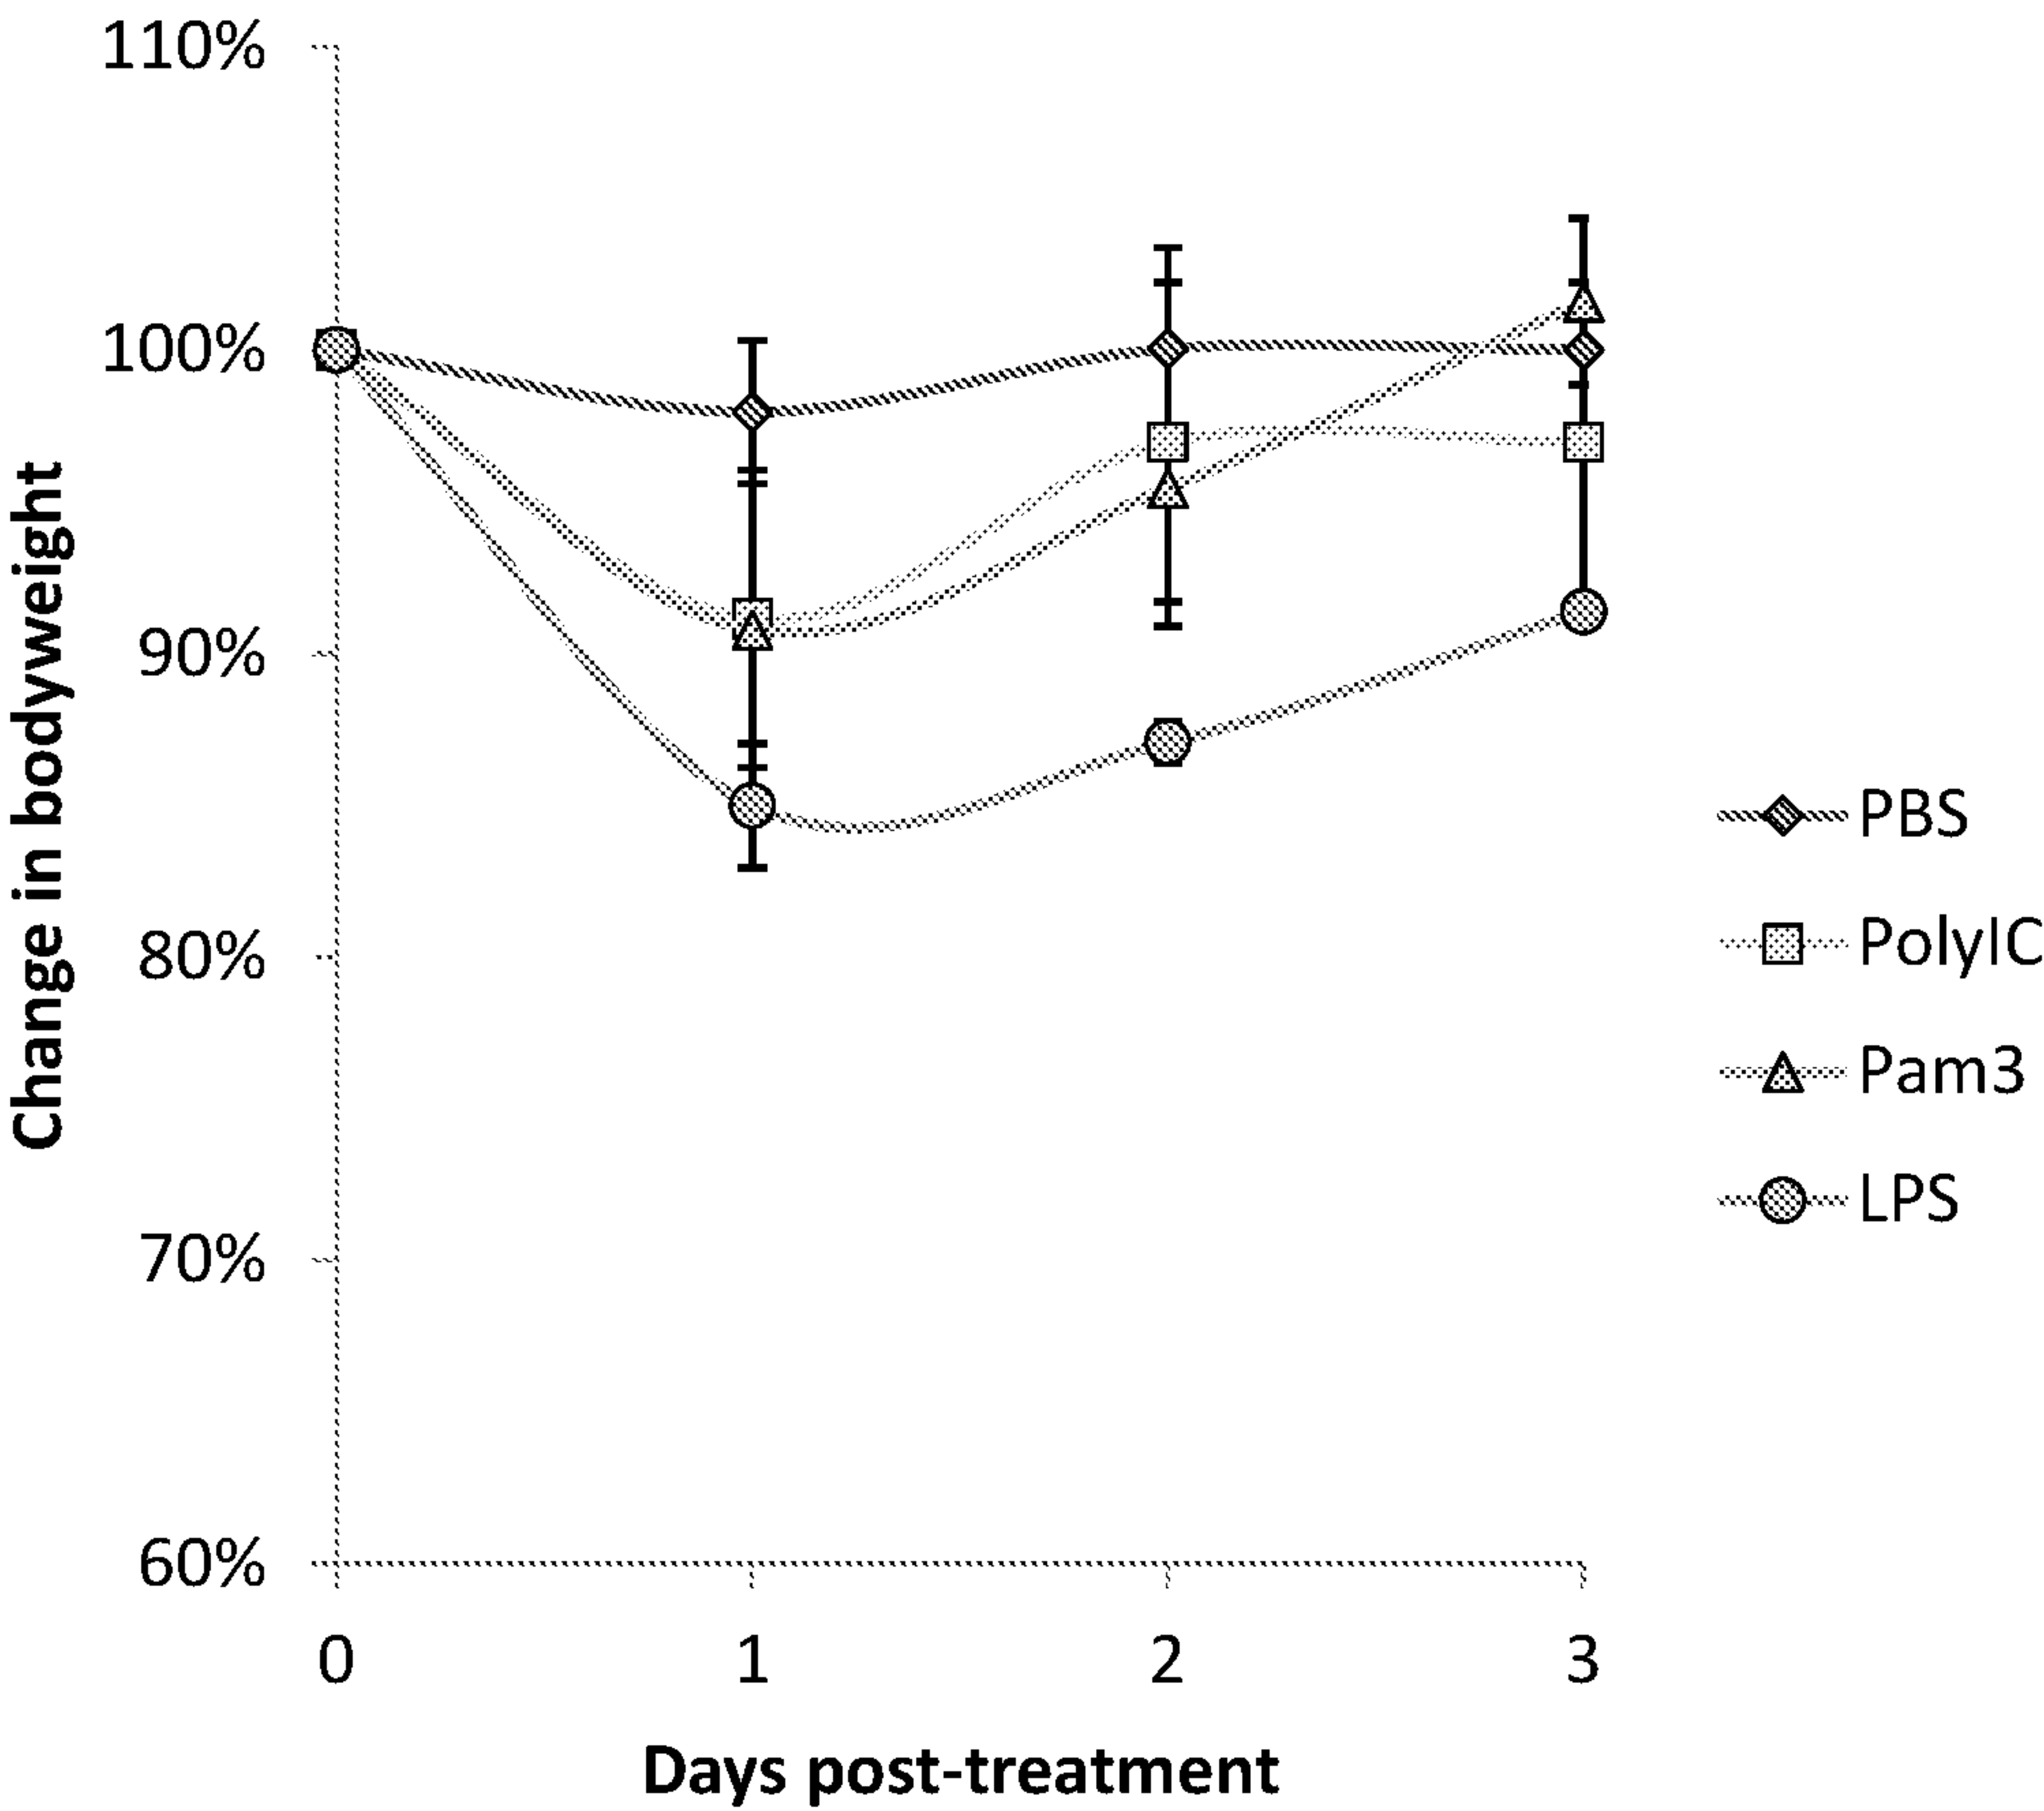 110%
100%
90%
80%
70%
60%
Change in bodyweight
0 1 2 3
Days post-treatment
PBS
PolyIC
Pam3
LPS